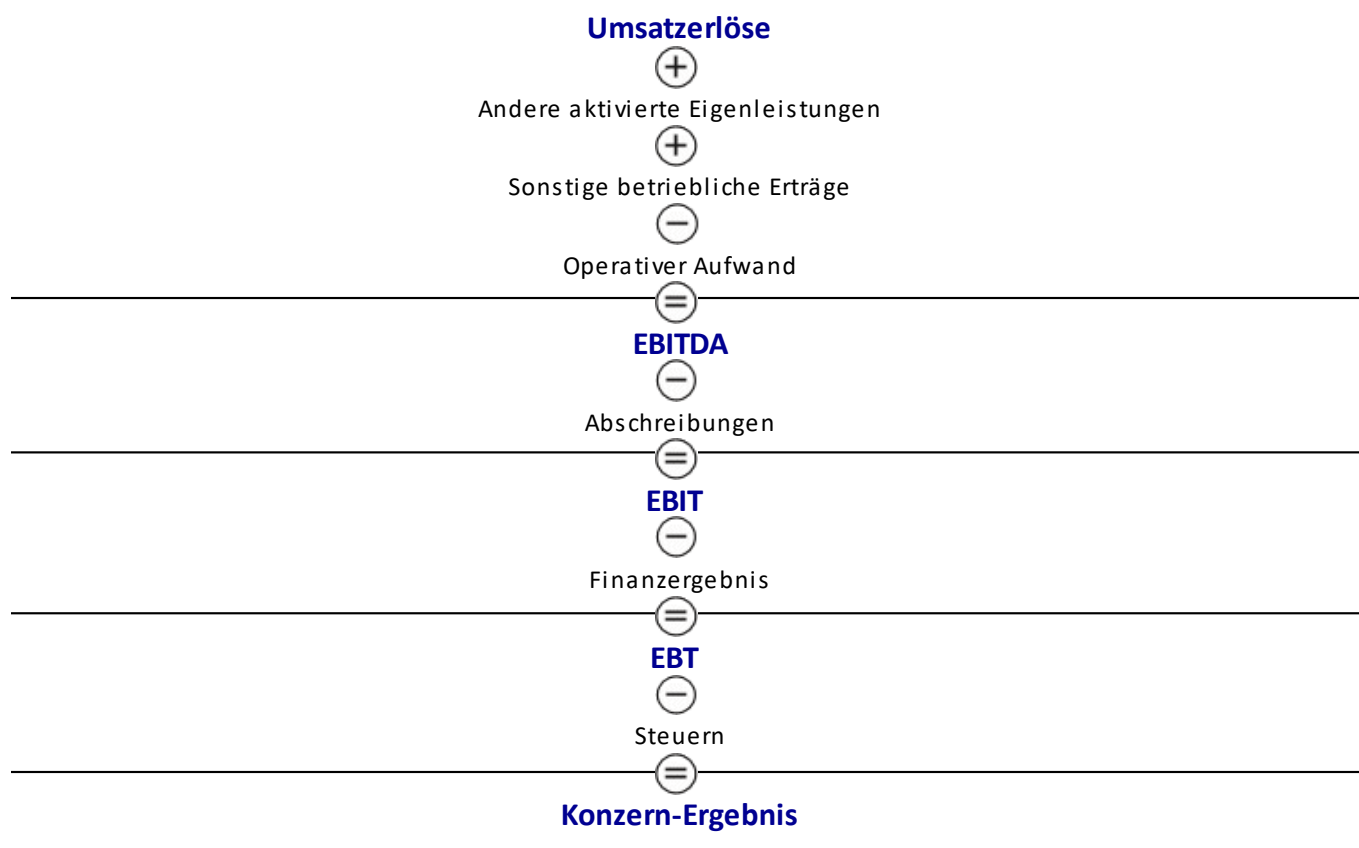 Umsatzerlöse
+
Andere aktivierte Eigenleistungen
+
Sonstige betriebliche Erträge
−
Operativer Aufwand
=
EBITDA
−
Abschreibungen
=
EBIT
−
Finanzergebnis
=
EBT
−
Steuern
=
Konzern-Ergebnis